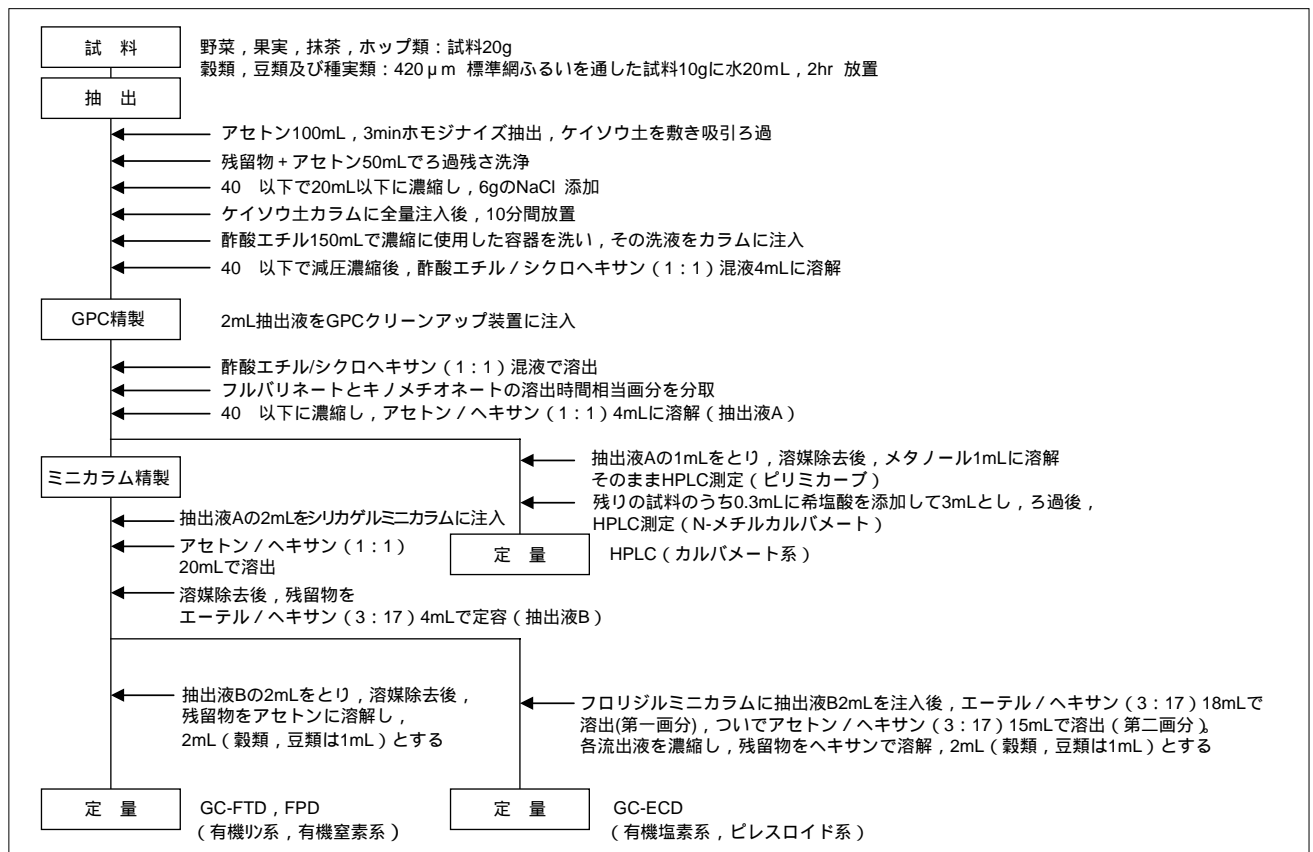 試　料
野菜，果実，抹茶，ホップ類：試料20g
穀類，豆類及び種実類：420μm 標準網ふるいを通した試料10gに水20mL，2hr 放置
抽　出
アセトン100mL，3minホモジナイズ抽出，ケイソウ土を敷き吸引ろ過
残留物＋アセトン50mLでろ過残さ洗浄
40　以下で20mL以下に濃縮し，6gのNaCl 添加
ケイソウ土カラムに全量注入後，10分間放置
酢酸エチル150mLで濃縮に使用した容器を洗い，その洗液をカラムに注入
40　以下で減圧濃縮後，酢酸エチル／シクロヘキサン（1：1）混液4mLに溶解
GPC精製
2mL抽出液をGPCクリーンアップ装置に注入
酢酸エチル/シクロヘキサン（1：1）混液で溶出
フルバリネートとキノメチオネートの溶出時間相当画分を分取
40　以下に濃縮し，アセトン／ヘキサン（1：1）4mLに溶解（抽出液A）
ミニカラム精製
抽出液Aの1mLをとり，溶媒除去後，メタノール1mLに溶解
そのままHPLC測定（ピリミカーブ）
残りの試料のうち0.3mLに希塩酸を添加して3mLとし，ろ過後，
HPLC測定（N-メチルカルバメート）
定　量
HPLC（カルバメート系）
抽出液Aの2mLをシリカゲルミニカラムに注入
アセトン／ヘキサン（1：1）
20mLで溶出
溶媒除去後，残留物を
エーテル／ヘキサン（3：17）4mLで定容（抽出液B）
抽出液Bの2mLをとり，溶媒除去後，
残留物をアセトンに溶解し，
2mL（穀類，豆類は1mL）とする
フロリジルミニカラムに抽出液B2mLを注入後，エーテル／ヘキサン（3：17）18mLで
溶出(第一画分)，ついでアセトン／ヘキサン（3：17）15mLで溶出（第二画分）。
各流出液を濃縮し，残留物をヘキサンで溶解，2mL（穀類，豆類は1mL）とする
定　量
GC-FTD，FPD
（有機リン系，有機窒素系）
定　量
GC-ECD
（有機塩素系，ピレスロイド系）